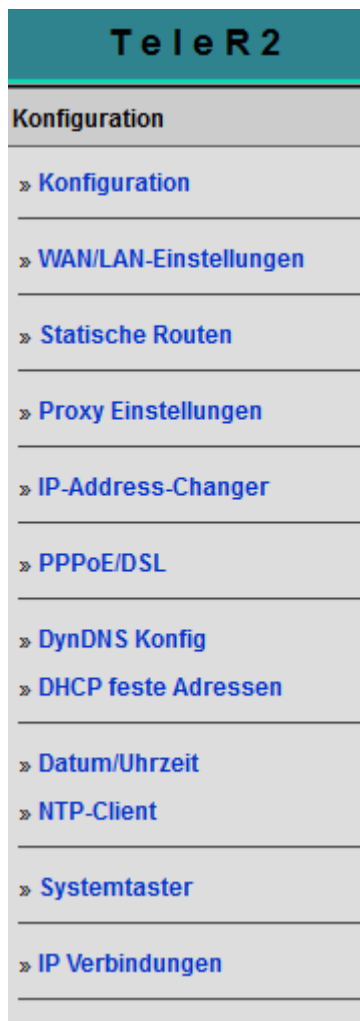 TeleR2
Konfiguration
» Konfiguration
» WAN/LAN-Einstellungen
» Statische Routen
» Proxy Einstellungen
» IP-Address-Changer
» PPPoE/DSL
» DynDNS Konfig
» DHCP feste Adressen
» Datum/Uhrzeit
» NTP-Client
» Systemtaster
» IP Verbindungen